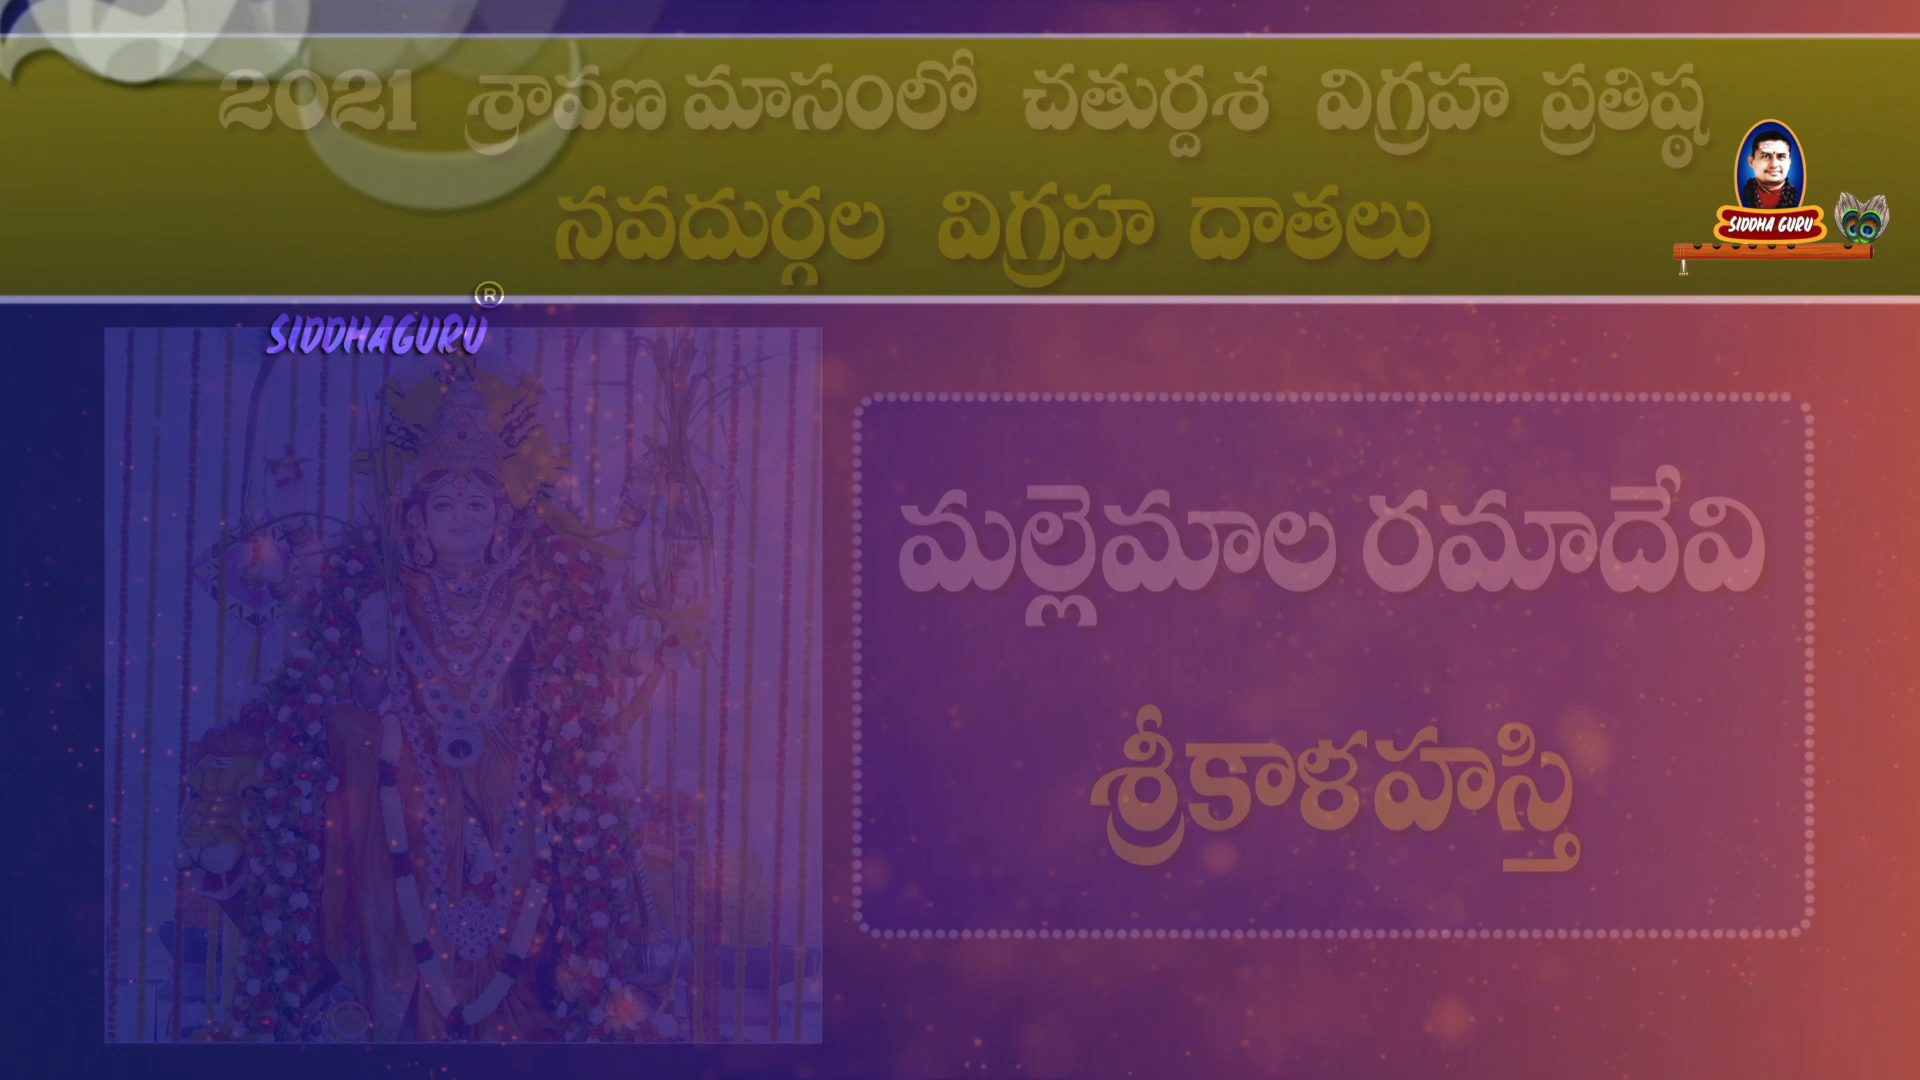 2021 శ్రావణ మాసంలో చతుర్దశ విగ్రహ ప్రతిష్ఠ
నవదుర్గల విగ్రహ దాతలు
SIDDHA GURU
SIDDHAGURU ®
మల్లెమాల రమాదేవి
శ్రీకాళహస్తి